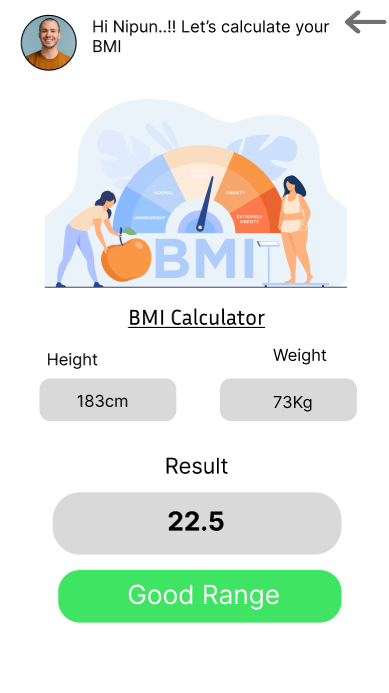 Hi Nipun..!! Let's calculate your
BMI
NORMAL
OBESITY
UNDERWEIGHT
EXTREMELY
OBESITY
BMI
BMI Calculator
Height
Weight
183cm
73Kg
Result
22.5
Good Range